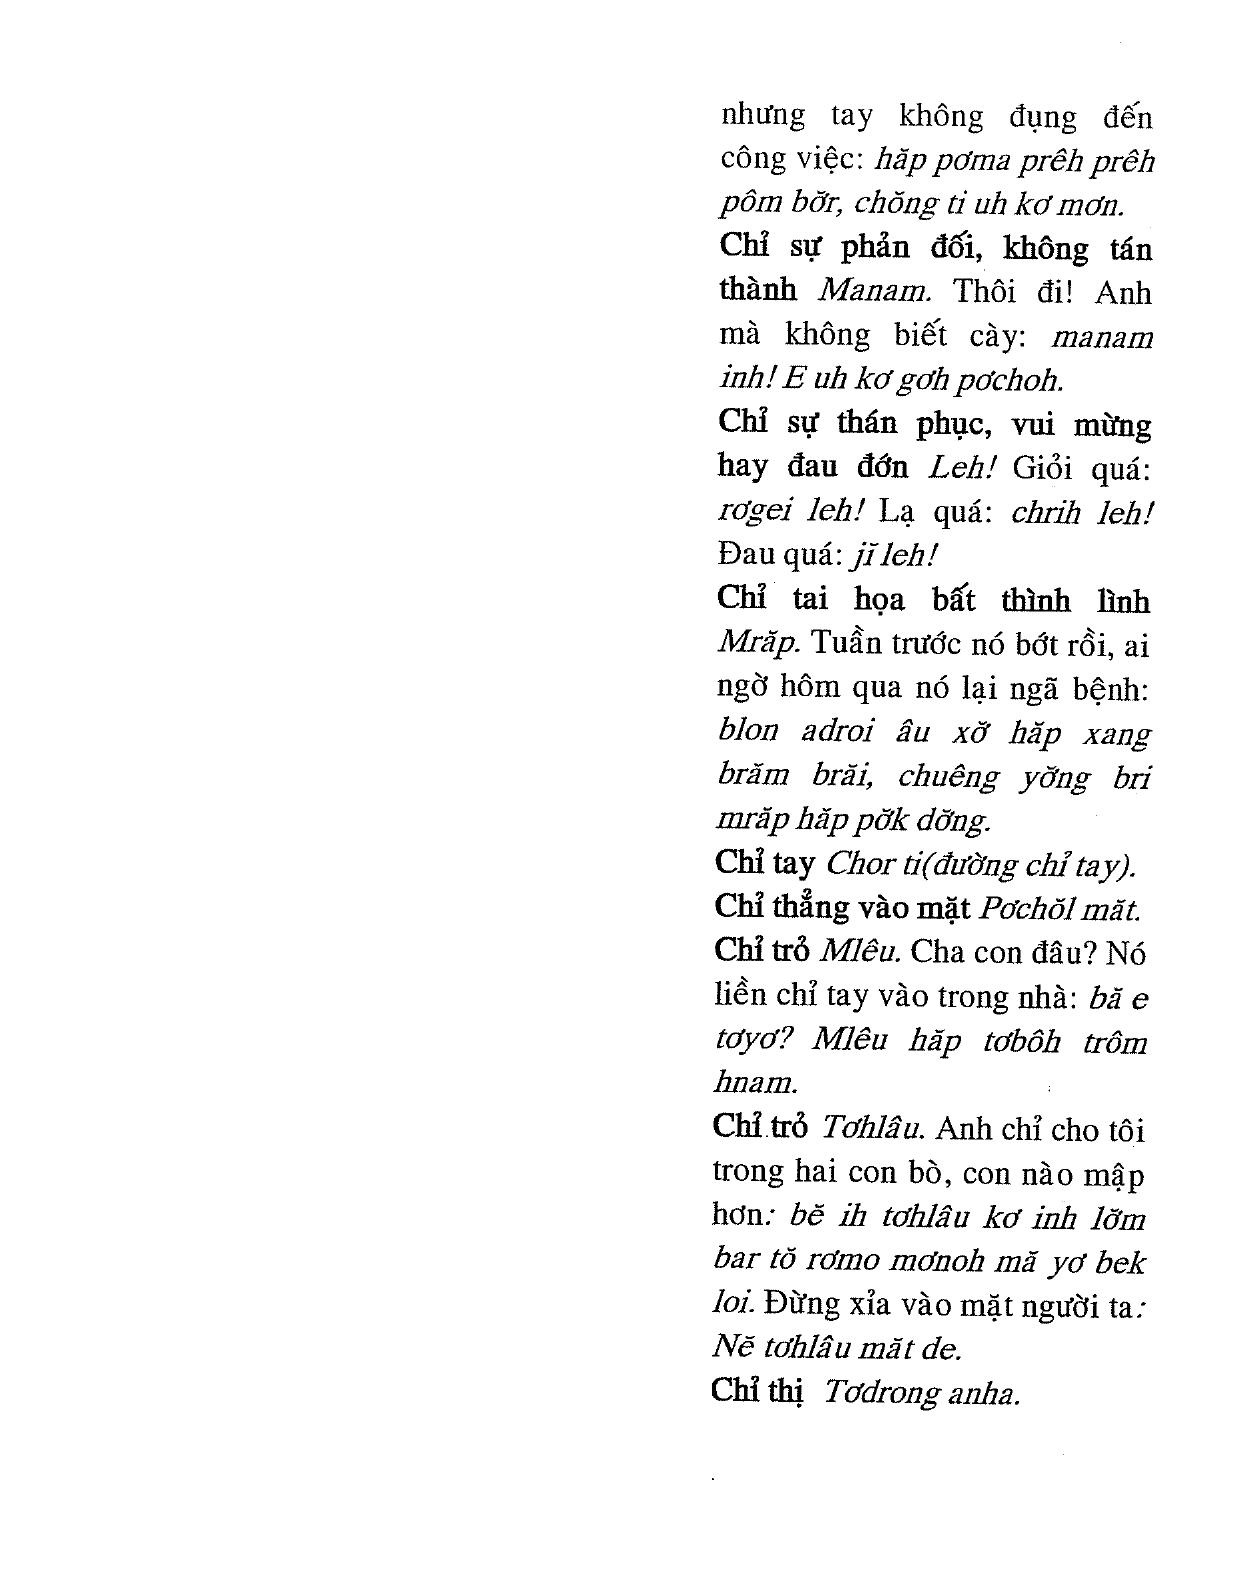 nhưng tay không đụng đến
công việc: hăp pơma prêh prêh
pôm bơ̆r, chŏng ti uh kơ mơn.
Chỉ sự phản đối, không tán
thành Manam. Thôi đi! Anh
mà không biết cày: manam
inh! E uh kơ gơh pơchoh.
Chỉ sự thán phục, vui mừng
hay đau đớn Leh! Giỏi quá:
rơgei leh! Lạ quá: chrih leh!
Đau quá: jĭ leh!
Chỉ tai họa bất thình lình
Mrăp. Tuần trước nó bớt rồi, ai
ngờ hôm qua nó lại ngã bệnh:
blon adroi âu xơ̆ hăp xang
brăm brăi, chuêng yơ̆ng bri
mrăp hăp pơ̆k dơ̆ng.
Chỉ tay Chor ti(đường chỉ tay).
Chỉ thẳng vào mặt Pơchŏl măt.
Chỉ trỏ Mlêu. Cha con đâu? Nó
liền chỉ tay vào trong nhà: bă e
tơyơ? Mlêu hăp tơbôh trôm
hnam.
Chỉ trỏ Tơhlâu. Anh chỉ cho tôi
trong hai con bò, con nào mập
hơn: bĕ ih tơhlâu kơ inh lơ̆m
bar tŏ rơmo mơnoh mă yơ bek
loi. Đừng xỉa vào mặt người ta:
Nĕ tơhlâu măt de.
Chỉ thị Tơdrong anha.